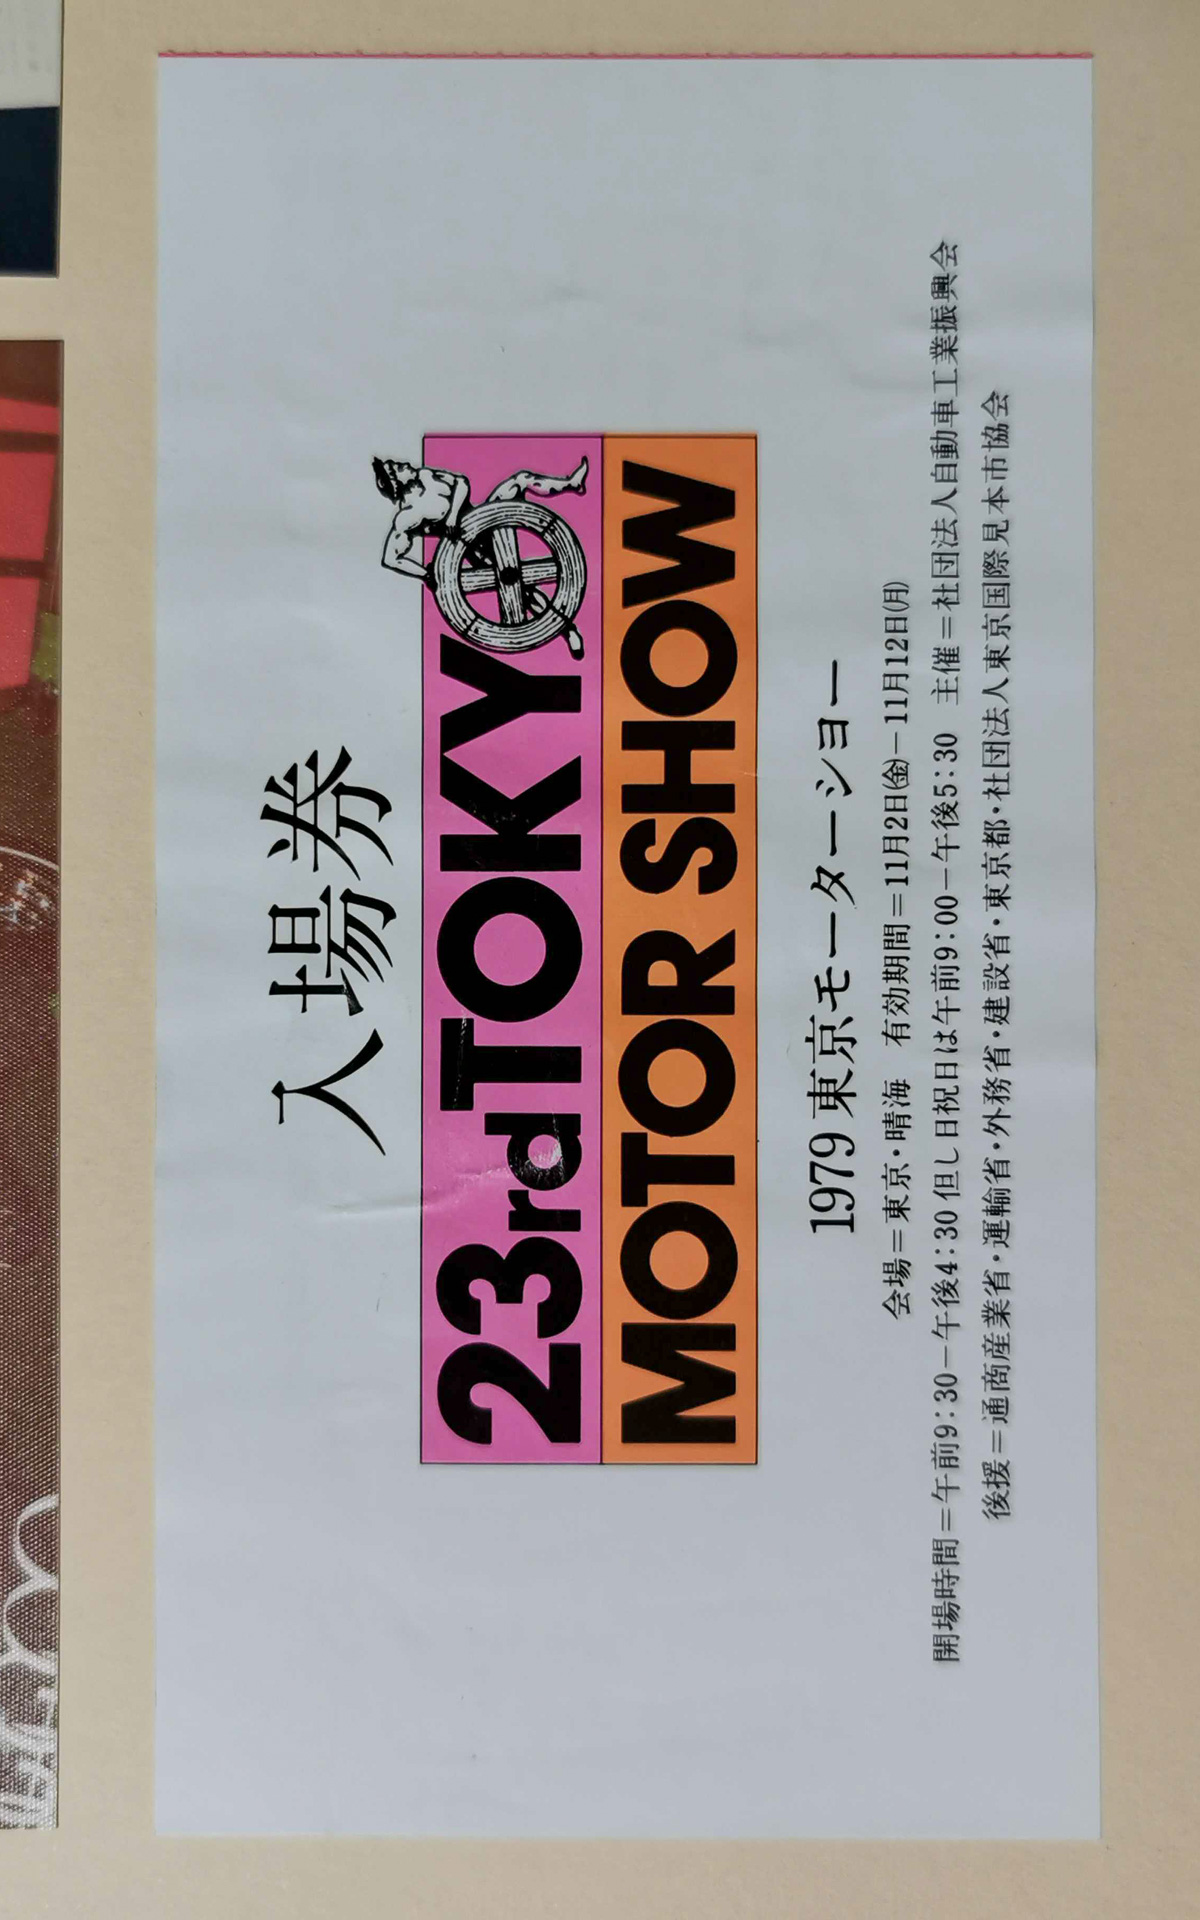 入場券
23rd TOKYO
MOTOR SHOW
1979 東京モーターショー
会場=東京・晴海 有効期間=11月2日(金)−11月12日(月)
開場時間=午前9:30−午後4:30 但し日祝日は午前9:00−午後5:30 主催=社団法人自動車工業振興会
後援=通商産業省・運輸省・外務省・建設省・東京都・社団法人東京国際見本市協会